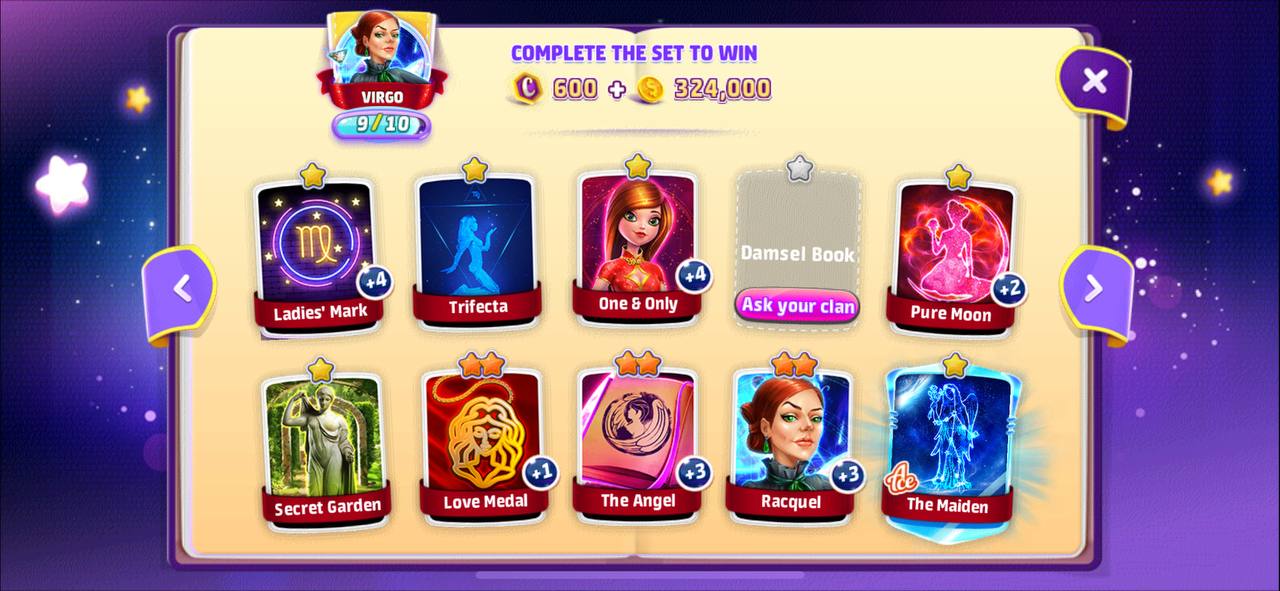 COMPLETE THE SET TO WIN
C 600 + $ 324,000
VIRGO
9/10
Ladies' Mark
+4
Trifecta
One & Only
+4
Damsel Book
Ask your clan
Pure Moon
+2
Secret Garden
Love Medal
+1
The Angel
+3
Racquel
+3
Ace
The Maiden